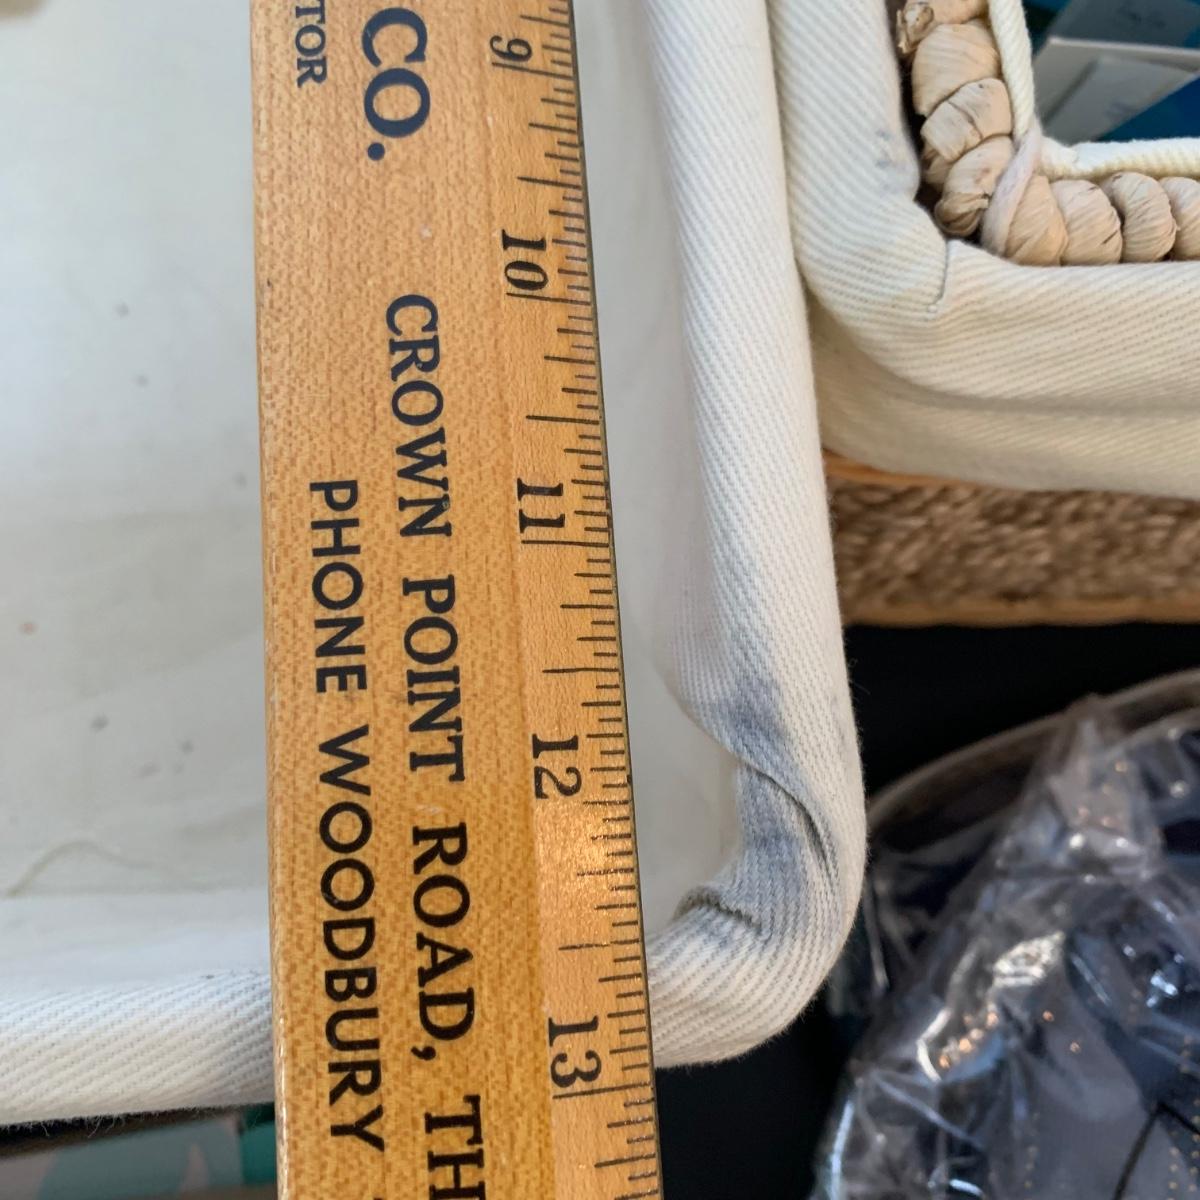 CO.
TOR
CROWN POINT ROAD, TH
PHONE WOODBURY
9
10
11
12
13